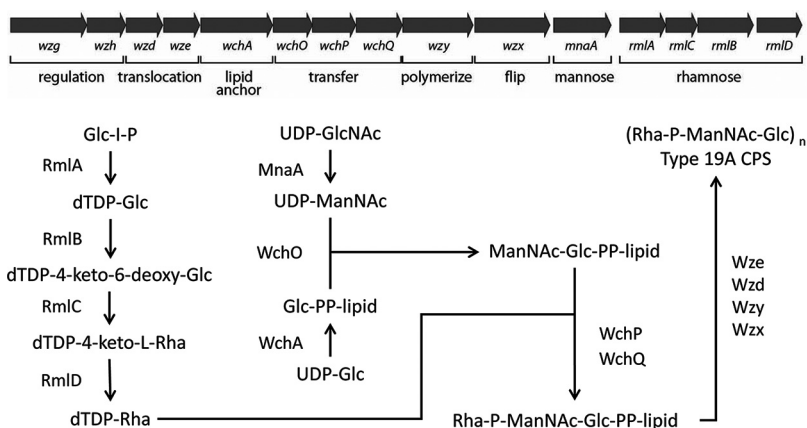 wzg wzh wzd wze wchA wchO wchP wchQ wzy wzx mnaA rmlA rmlC rmlB rmlD
regulation translocation lipid anchor transfer polymerize flip mannose rhamnose
Glc-I-P
RmlA
dTDP-Glc
RmlB
dTDP-4-keto-6-deoxy-Glc
RmlC
dTDP-4-keto-L-Rha
RmlD
dTDP-Rha
UDP-GlcNAc
MnaA
UDP-ManNAc
WchO
Glc-PP-lipid
WchA
UDP-Glc
ManNAc-Glc-PP-lipid
WchP
WchQ
Rha-P-ManNAc-Glc-PP-lipid
(Rha-P-ManNAc-Glc)n
Type 19A CPS
Wze
Wzd
Wzy
Wzx